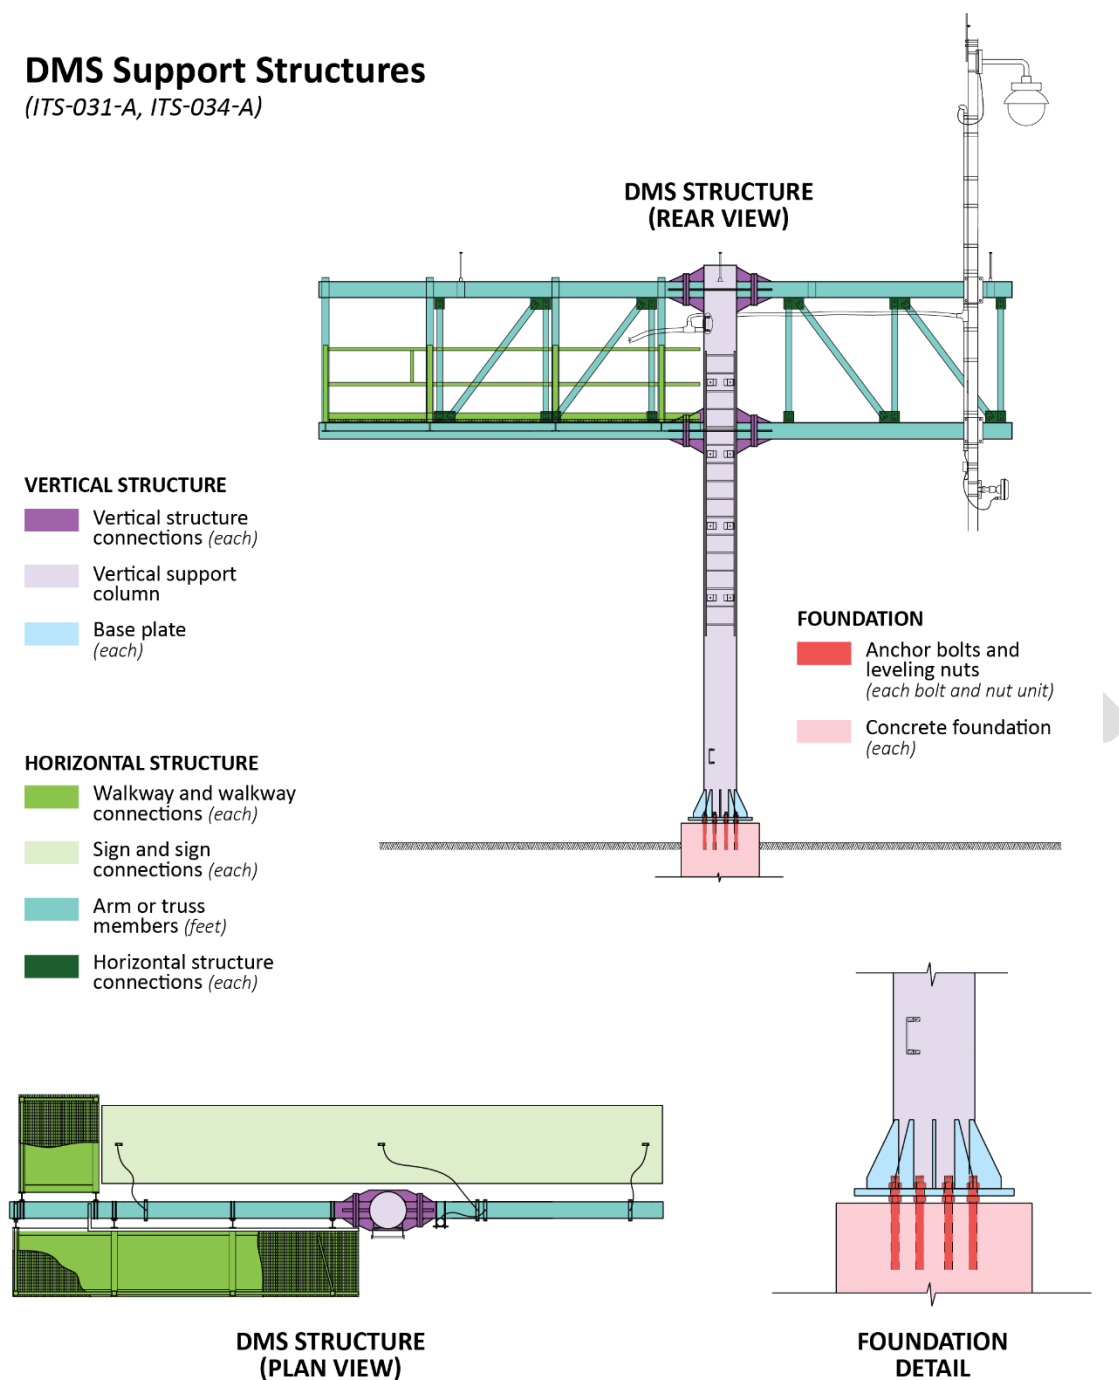 DMS Support Structures
(ITS-031-A, ITS-034-A)
DMS STRUCTURE
(REAR VIEW)
VERTICAL STRUCTURE
Vertical structure
connections (each)
Vertical support
column
Base plate
(each)
FOUNDATION
Anchor bolts and
leveling nuts
(each bolt and nut unit)
Concrete foundation
(each)
HORIZONTAL STRUCTURE
Walkway and walkway
connections (each)
Sign and sign
connections (each)
Arm or truss
members (feet)
Horizontal structure
connections (each)
DMS STRUCTURE
(PLAN VIEW)
FOUNDATION
DETAIL